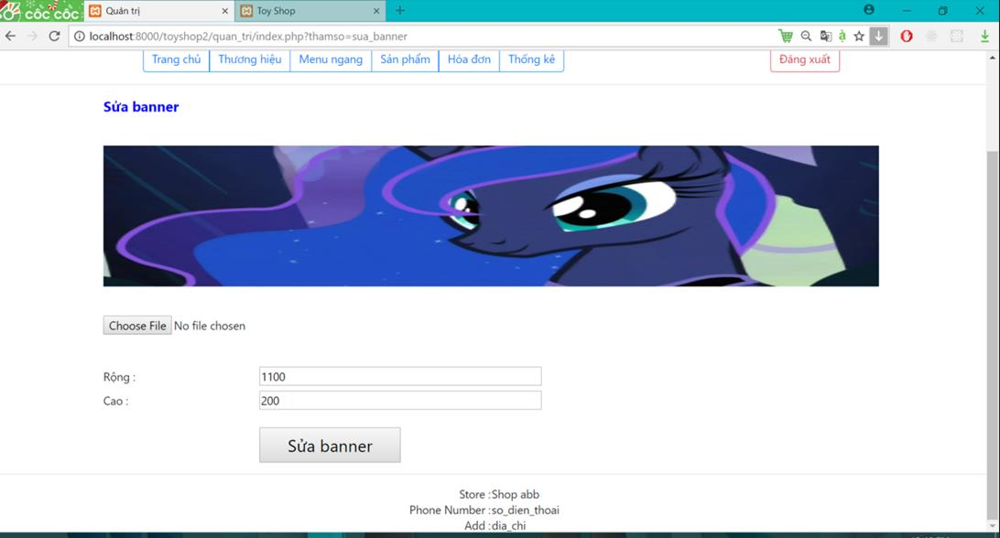 cốc cốc
Quản trị
Toy Shop
localhost:8000/toyshop2/quan_tri/index.php?thamso=sua_banner
Trang chủ Thương hiệu Menu ngang Sản phẩm Hóa đơn Thống kê Đăng xuất
Sửa banner
Choose File No file chosen
Rộng : 1100
Cao : 200
Sửa banner
Store :Shop abb
Phone Number :so_dien_thoai
Add :dia_chi